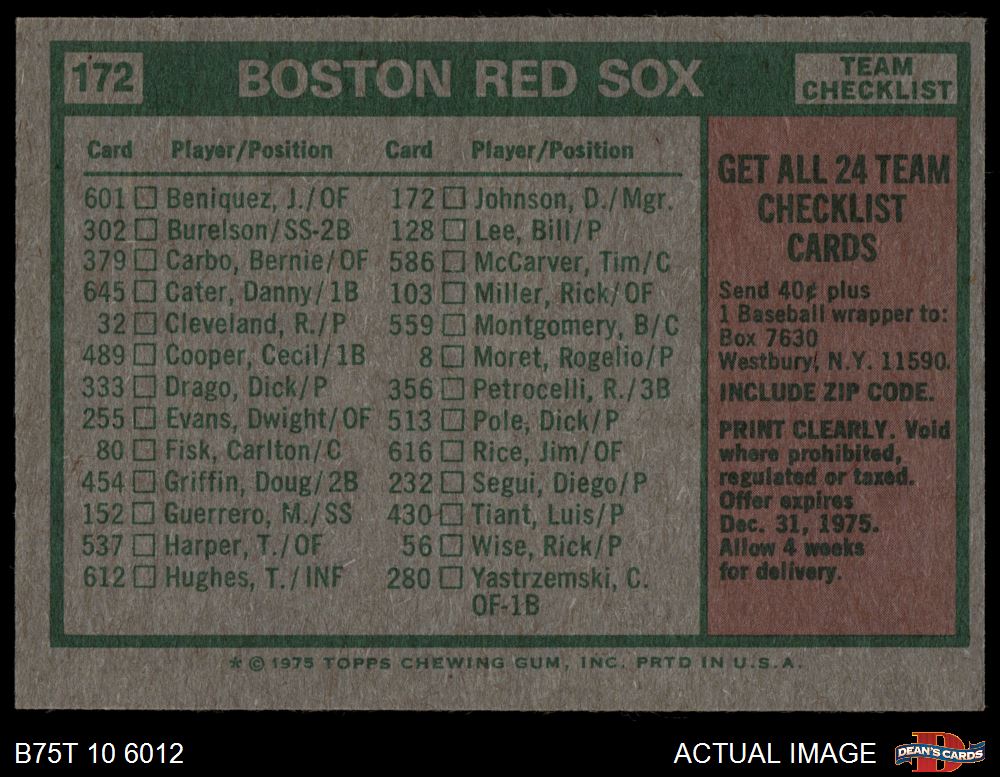 172
BOSTON RED SOX
TEAM
CHECKLIST
Card Player/Position
601 Beniquez, J./OF
302 Burelson/SS-2B
379 Carbo, Bernie/OF
645 Cater, Danny/1B
32 Cleveland, R./P
489 Cooper, Cecil/1B
333 Drago, Dick/P
255 Evans, Dwight/OF
80 Fisk, Carlton/C
454 Griffin, Doug/2B
152 Guerrero, M./SS
537 Harper, T./OF
612 Hughes, T./INF
Card Player/Position
172 Johnson, D./Mgr.
128 Lee, Bill/P
586 McCarver, Tim/C
103 Miller, Rick/OF
559 Montgomery, B/C
8 Moret, Rogelio/P
356 Petrocelli, R./3B
513 Pole, Dick/P
616 Rice, Jim/OF
232 Segui, Diego/P
430 Tiant, Luis/P
56 Wise, Rick/P
280 Yastrzemski, C.
OF-1B
GET ALL 24 TEAM
CHECKLIST
CARDS
Send 40¢ plus
1 Baseball wrapper to:
Box 7630
Westbury, N.Y. 11590.
INCLUDE ZIP CODE.
PRINT CLEARLY. Void
where prohibited,
regulated or taxed.
Offer expires
Dec. 31, 1975.
Allow 4 weeks
for delivery.
* © 1975 TOPPS CHEWING GUM, INC. PRTD IN U.S.A.
B75T 10 6012
ACTUAL IMAGE
D
DEAN'S CARDS